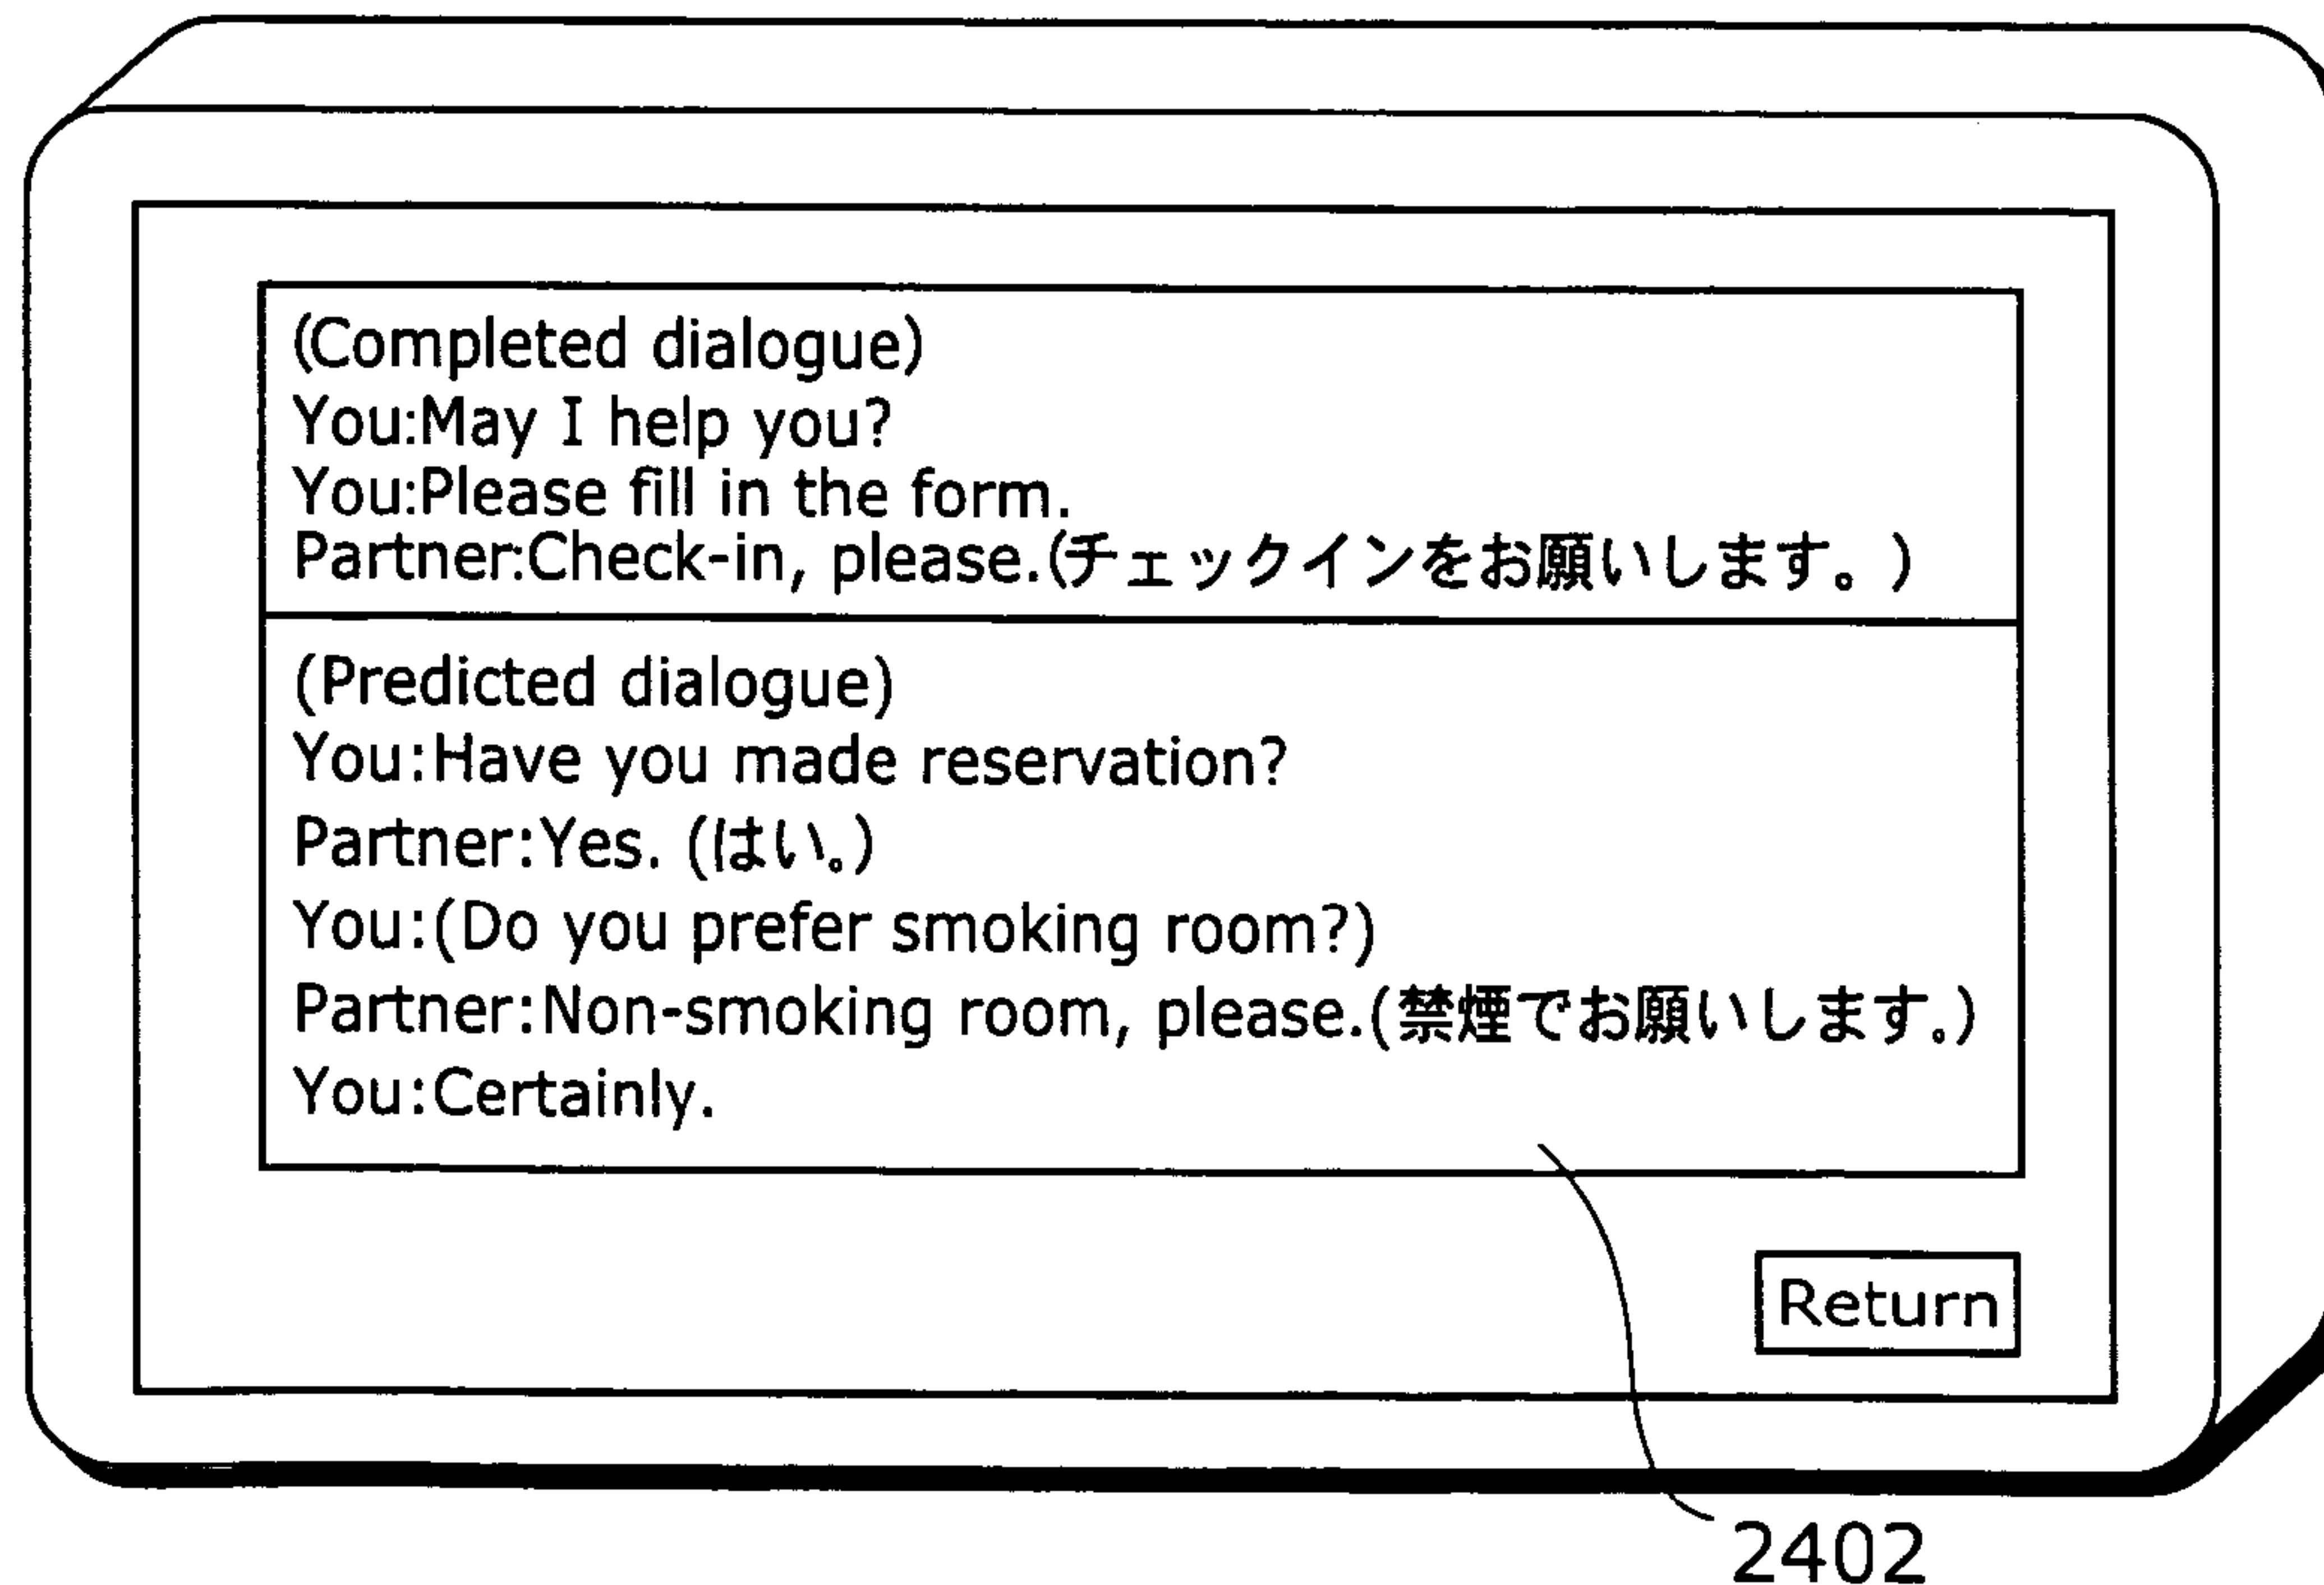 (Completed dialogue)
You:May I help you?
You:Please fill in the form.
Partner:Check-in, please.(チェックインをお願いします。)
(Predicted dialogue)
You:Have you made reservation?
Partner:Yes. (はい。)
You:(Do you prefer smoking room?)
Partner:Non-smoking room, please.(禁煙でお願いします。)
You:Certainly.
Return
2402